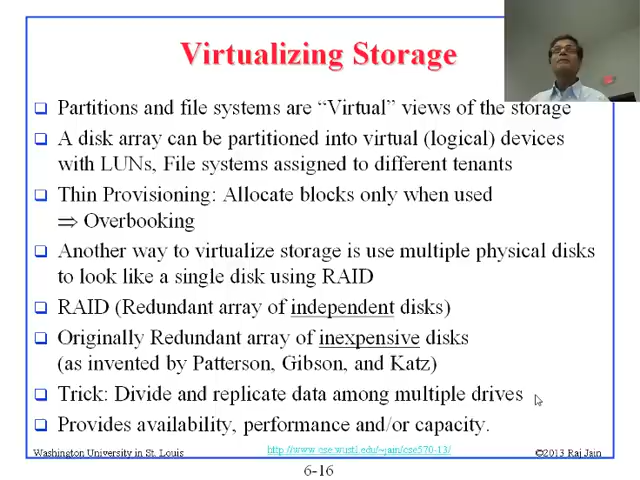 Virtualizing Storage
❑ Partitions and file systems are “Virtual” views of the storage
❑ A disk array can be partitioned into virtual (logical) devices
with LUNs, File systems assigned to different tenants
❑ Thin Provisioning: Allocate blocks only when used
⇒ Overbooking
❑ Another way to virtualize storage is use multiple physical disks
to look like a single disk using RAID
❑ RAID (Redundant array of independent disks)
❑ Originally Redundant array of inexpensive disks
(as invented by Patterson, Gibson, and Katz)
❑ Trick: Divide and replicate data among multiple drives
❑ Provides availability, performance and/or capacity.
Washington University in St. Louis
http://www.cse.wustl.edu/~jain/cse570-13/
©2013 Raj Jain
6-16